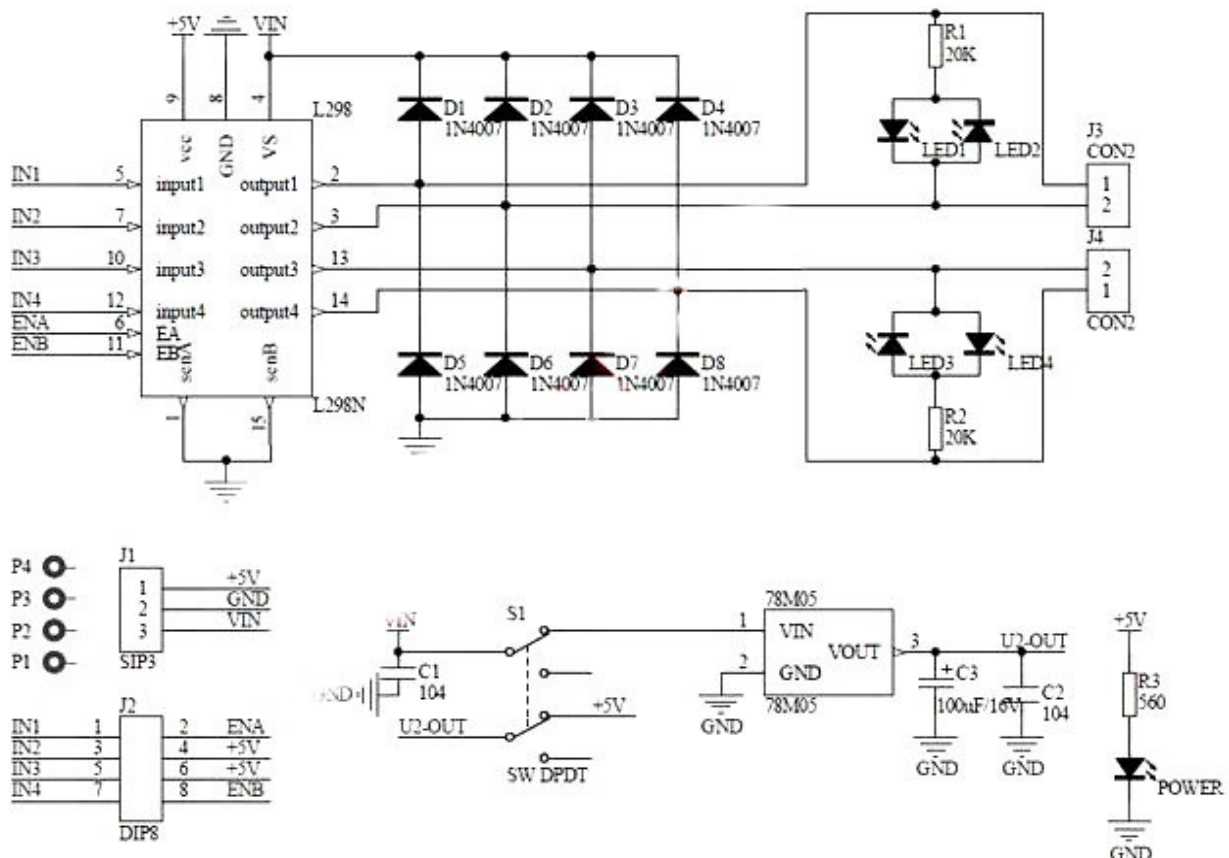 +5V
VIN
9
8
4
L298
vcc
GND
VS
IN1
5
input1
output1
2
IN2
7
input2
output2
3
IN3
10
input3
output3
13
IN4
12
input4
output4
14
ENA
6
EA
ENB
11
EB
senA
senB
1
15
L298N
D1
1N4007
D2
1N4007
D3
1N4007
D4
1N4007
D5
1N4007
D6
1N4007
D7
1N4007
D8
1N4007
R1
20K
LED1
LED2
J3
CON2
1
2
J4
2
1
CON2
LED3
LED4
R2
20K
P4
P3
P2
P1
J1
1
+5V
2
GND
3
VIN
SIP3
J2
IN1
1
2
ENA
IN2
3
4
+5V
IN3
5
6
+5V
IN4
7
8
ENB
DIP8
VIN
C1
104
GND
S1
U2-OUT
+5V
SW DPDT
78M05
1
VIN
VOUT
3
2
GND
78M05
GND
U2-OUT
C3
+
100uF/16V
C2
104
GND
GND
+5V
R3
560
POWER
GND